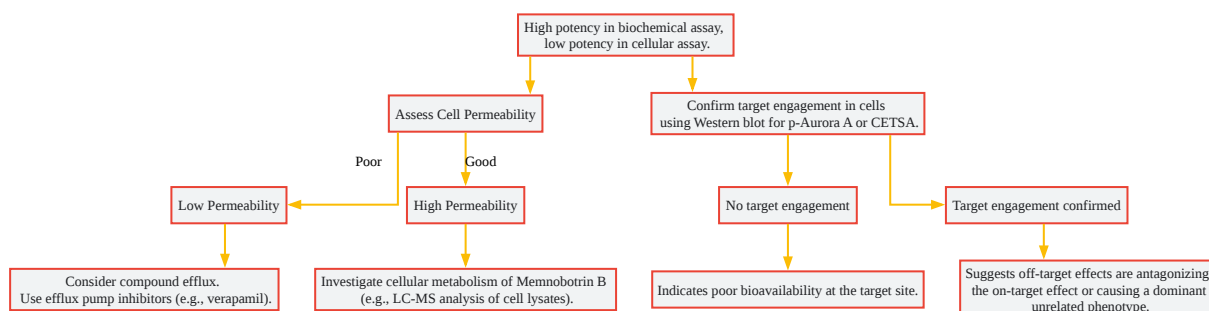 High potency in biochemical assay,
low potency in cellular assay.
Assess Cell Permeability
Confirm target engagement in cells
using Western blot for p-Aurora A or CETSA.
Poor
Good
Low Permeability
High Permeability
No target engagement
Target engagement confirmed
Consider compound efflux.
Use efflux pump inhibitors (e.g., verapamil).
Investigate cellular metabolism of Memnobotrin B
(e.g., LC-MS analysis of cell lysates).
Indicates poor bioavailability at the target site.
Suggests off-target effects are antagonizing
the on-target effect or causing a dominant
unrelated phenotype.